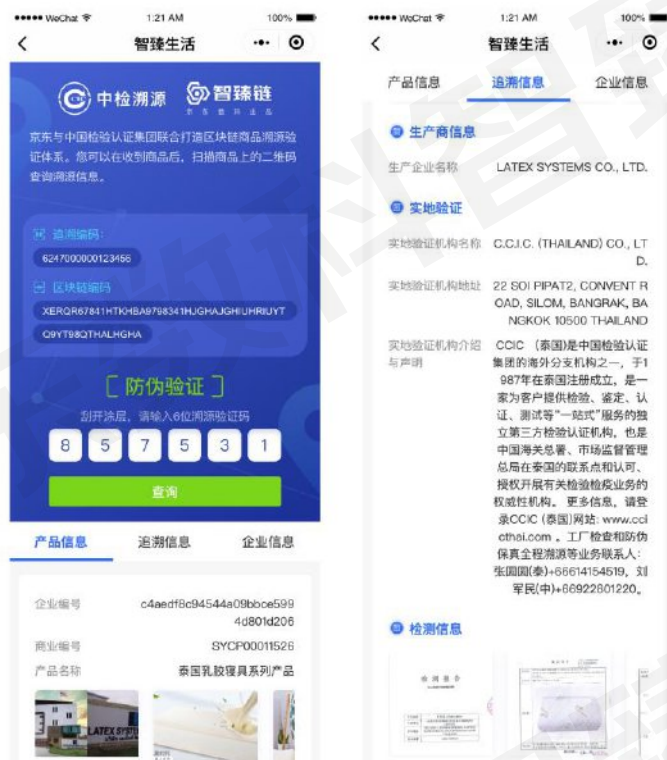 WeChat
1:21 AM
100%
智臻生活
中检溯源
智臻链
京东与中国检验认证集团联合打造区块链商品溯源验
证体系。您可以在收到商品后，扫描商品上的二维码
查询溯源信息。
追溯编码:
6247000000123456
区块链编码
XERQR67841HTKHBA9798341HJGHAJGHIUHRIUYT
Q9YT98QTHALHGHA
防伪验证
刮开涂层，请输入6位溯源验证码
8 5 7 5 3 1
查询
产品信息 追溯信息 企业信息
企业编号 c4aedf8c94544a09bbce599
4d801d206
商业编号 SYCP00011526
产品名称 泰国乳胶寝具系列产品
WeChat
1:21 AM
100%
智臻生活
产品信息 追溯信息 企业信息
生产商信息
生产企业名称 LATEX SYSTEMS CO., LTD.
实地验证
实地验证机构名称 C.C.I.C. (THAILAND) CO., LT
D.
实地验证机构地址 22 SOI PIPAT2, CONVENT R
OAD, SILOM, BANGRAK, BA
NGKOK 10500 THAILAND
实地验证机构介绍 CCIC （泰国)是中国检验认证
与声明 集团的海外分支机构之一，于1
987年在泰国注册成立，是一
家为客户提供检验、鉴定、认
证、测试等“一站式”服务的独
立第三方检验认证机构。也是
中国海关总署、市场监督管理
总局在泰国的联系点和认可、
授权开展有关检验检疫业务的
权威性机构。 更多信息，请登
录CCIC (泰国)网站: www.cci
cthai.com 。工厂检查和防伪
保真全程溯源等业务联系人：
张圆圆(泰)+66614154519，刘
军民(中)+66922801220。
检测信息
检测报告